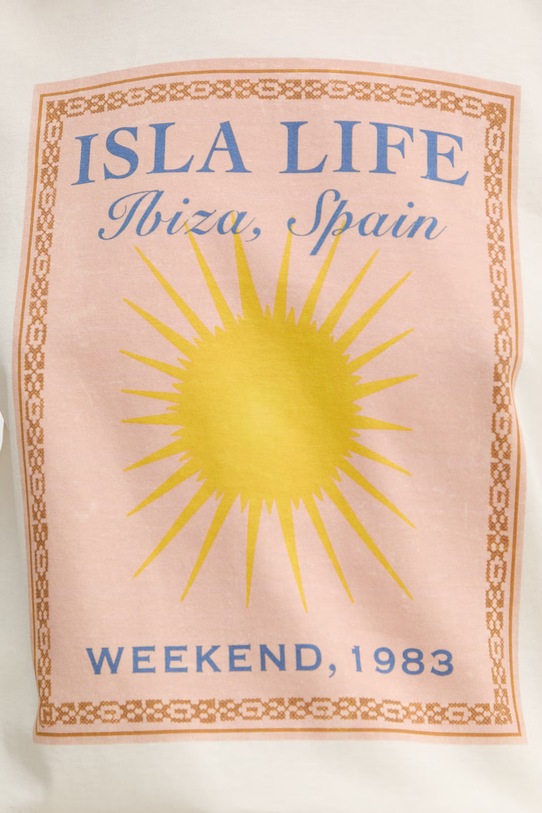 ISLA LIFE
Ibiza, Spain
WEEKEND, 1983